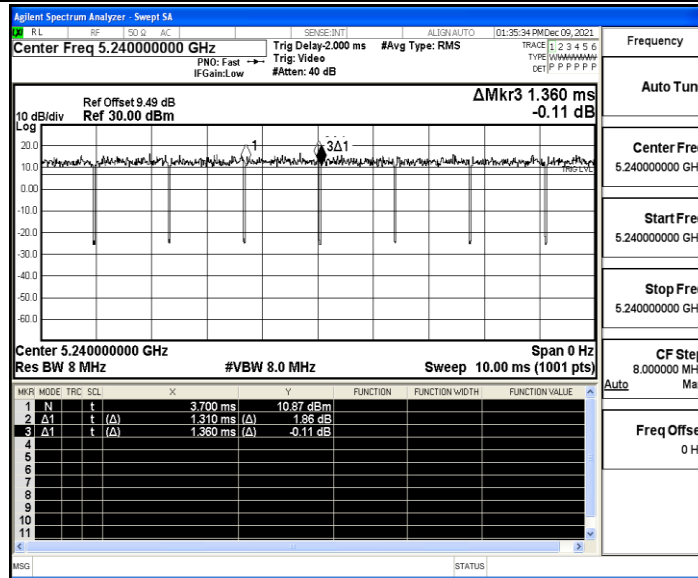 Agilent Spectrum Analyzer - Swept SA
RL RF 50 Ω AC SENSE:INT ALIGN AUTO 01:35:34 PM Dec 09, 2021
Center Freq 5.240000000 GHz
PNO: Fast
IFGain:Low
Trig Delay-2.000 ms
Trig: Video
#Atten: 40 dB
#Avg Type: RMS
TRACE 1 2 3 4 5 6
TYPE
DET P P P P P P
Ref Offset 9.49 dB
10 dB/div Ref 30.00 dBm
Log
ΔMkr3 1.360 ms
-0.11 dB
20.0
10.0
0.00
-10.0
-20.0
-30.0
-40.0
-50.0
-60.0
1
3Δ1
TRIG LVL
Center 5.240000000 GHz Span 0 Hz
Res BW 8 MHz #VBW 8.0 MHz Sweep 10.00 ms (1001 pts)
MKR MODE TRC SCL X Y FUNCTION FUNCTION WIDTH FUNCTION VALUE
1 N t 3.700 ms 10.87 dBm
2 Δ1 t (Δ) 1.310 ms (Δ) 1.86 dB
3 Δ1 t (Δ) 1.360 ms (Δ) -0.11 dB
4
5
6
7
8
9
10
11
MSG STATUS
Frequency
Auto Tun
Center Fre
5.240000000 GH
Start Fre
5.240000000 GH
Stop Fre
5.240000000 GH
CF Step
8.000000 MH
Auto Ma
Freq Offse
0 H